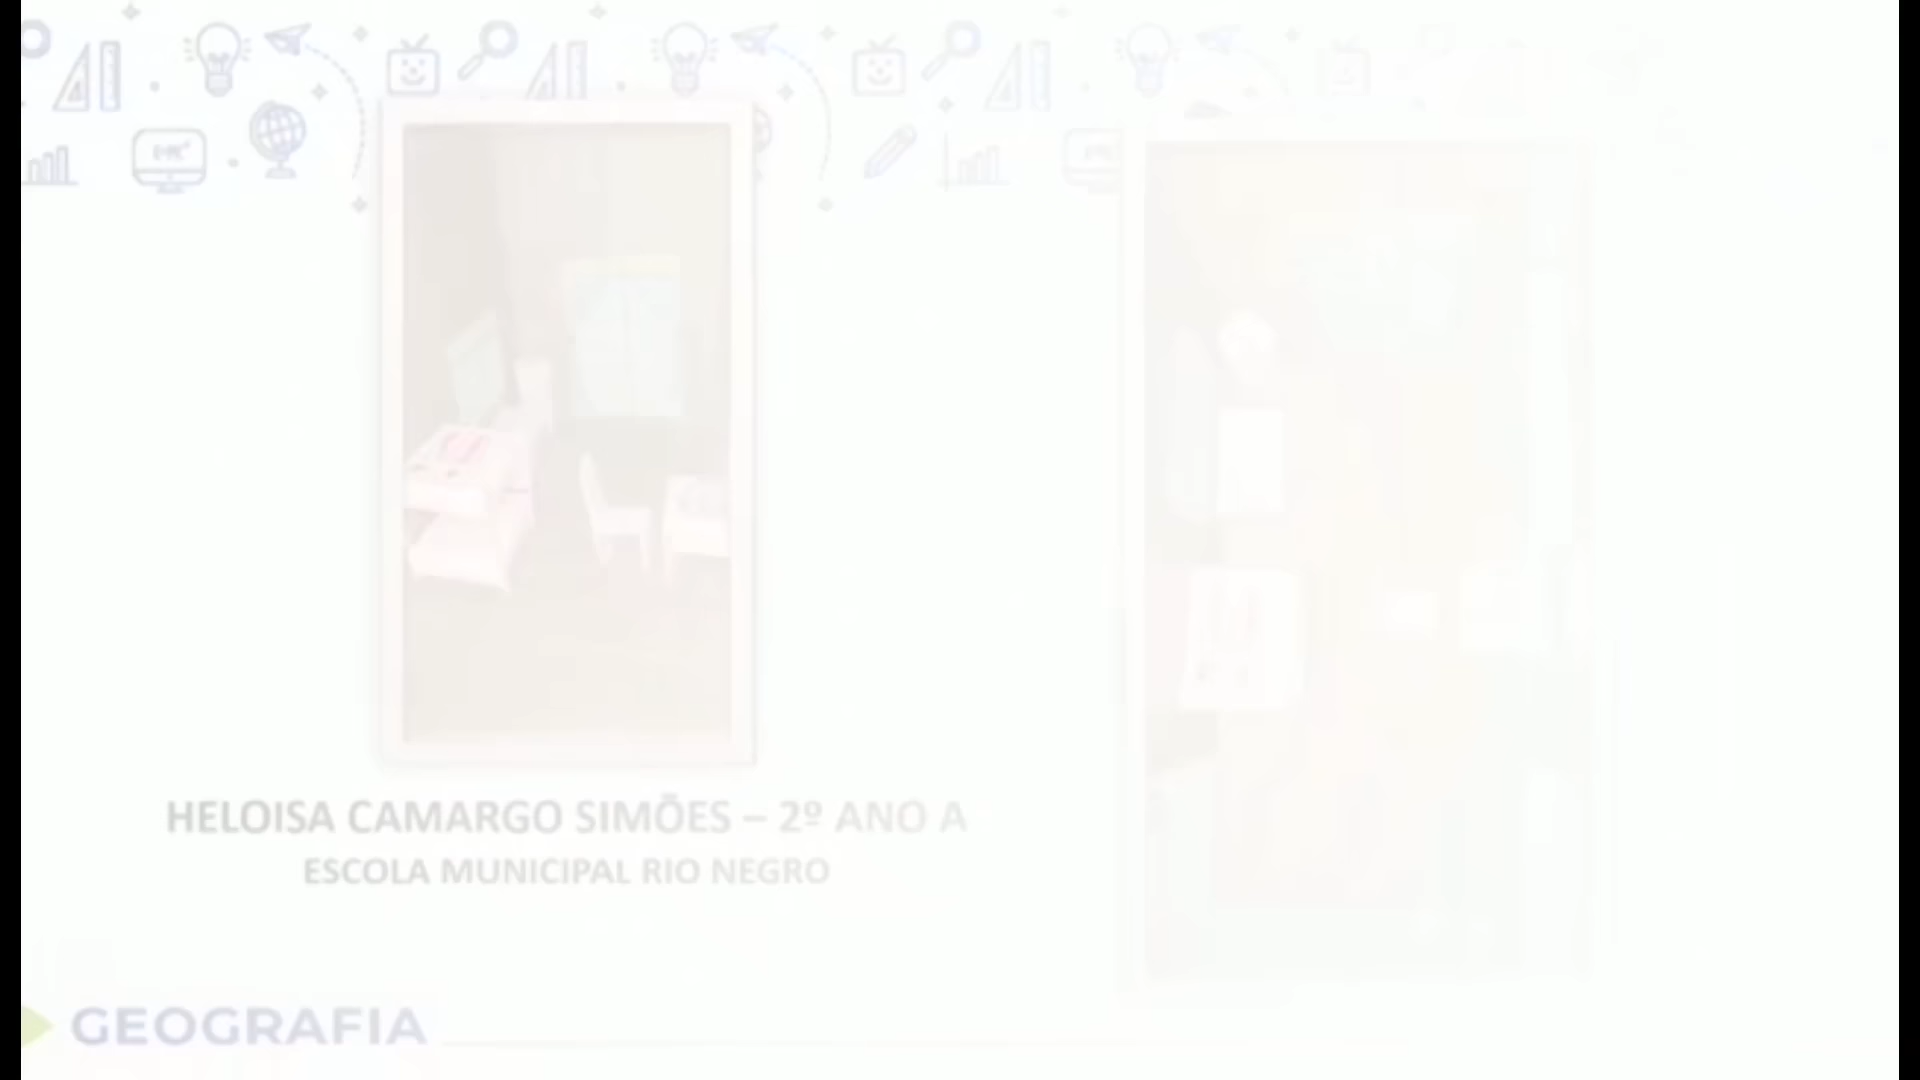 HELOISA CAMARGO SIMÕES – 2º ANO A
ESCOLA MUNICIPAL RIO NEGRO
GEOGRAFIA